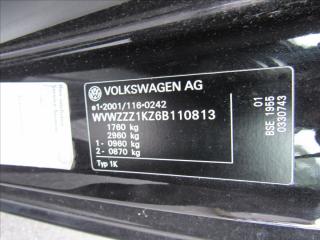 VOLKSWAGEN AG
e1-2001/116-0242
WVWZZZ1KZ6B110813
1760 kg
2960 kg
1- 0960 kg
2- 0870 kg
Typ 1K
01
BSE 1955
0330743